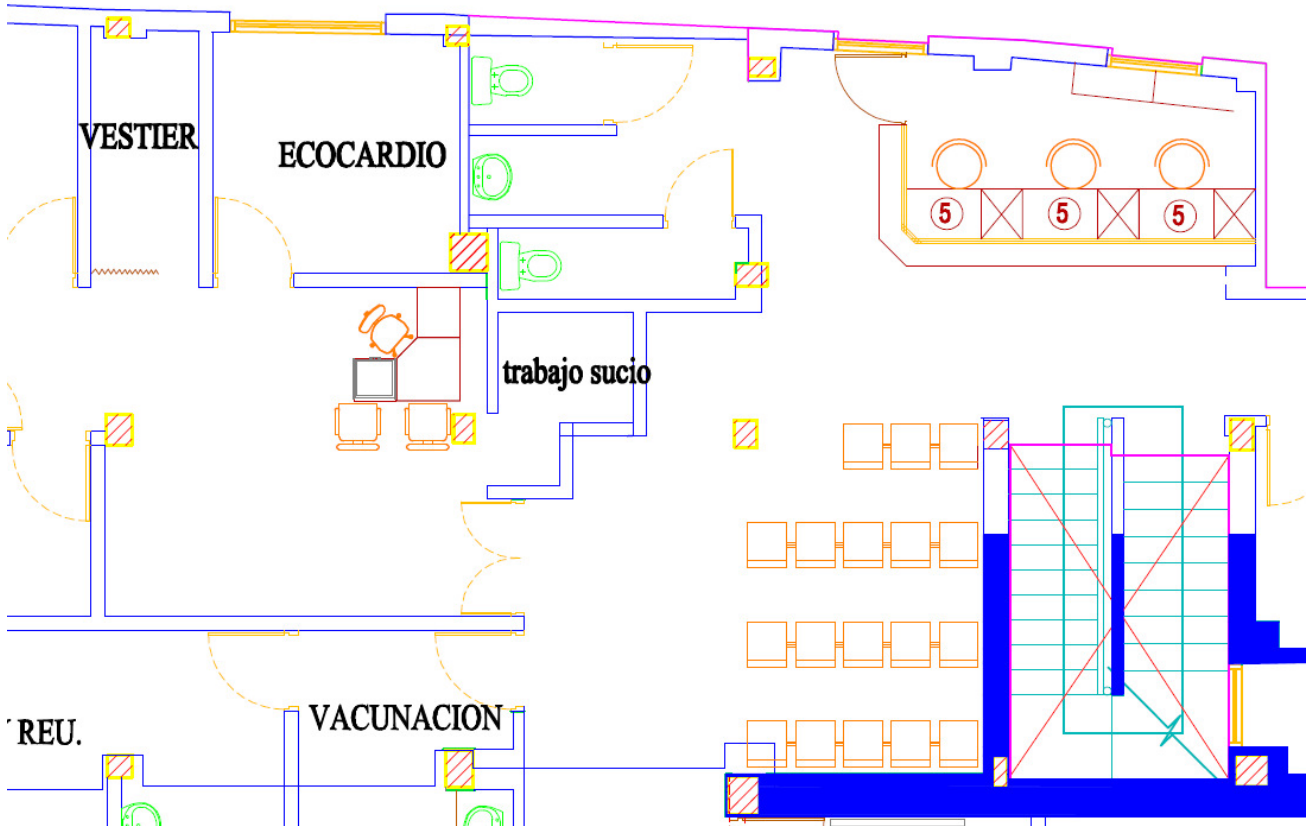 VESTIER
ECOCARDIO
5
5
5
trabajo sucio
REU.
VACUNACION